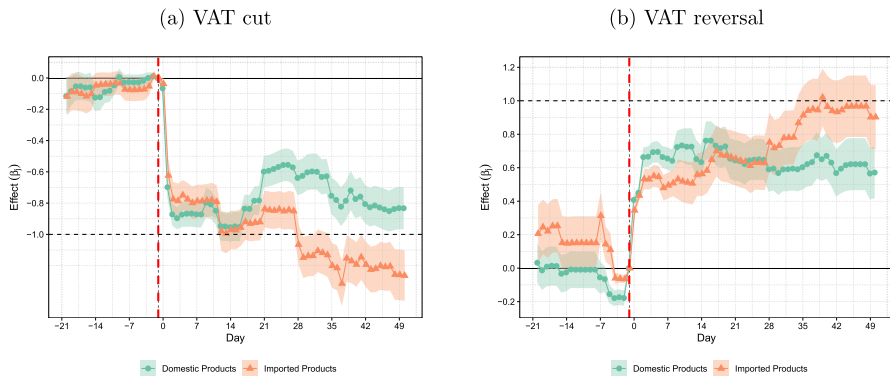 (a) VAT cut
(b) VAT reversal
Effect (βj)
0.0
−0.2
−0.4
−0.6
−0.8
−1.0
−21 −14 −7 0 7 14 21 28 35 42 49
Day
Domestic Products Imported Products
Effect (βj)
1.2
1.0
0.8
0.6
0.4
0.2
0.0
−0.2
−21 −14 −7 0 7 14 21 28 35 42 49
Day
Domestic Products Imported Products